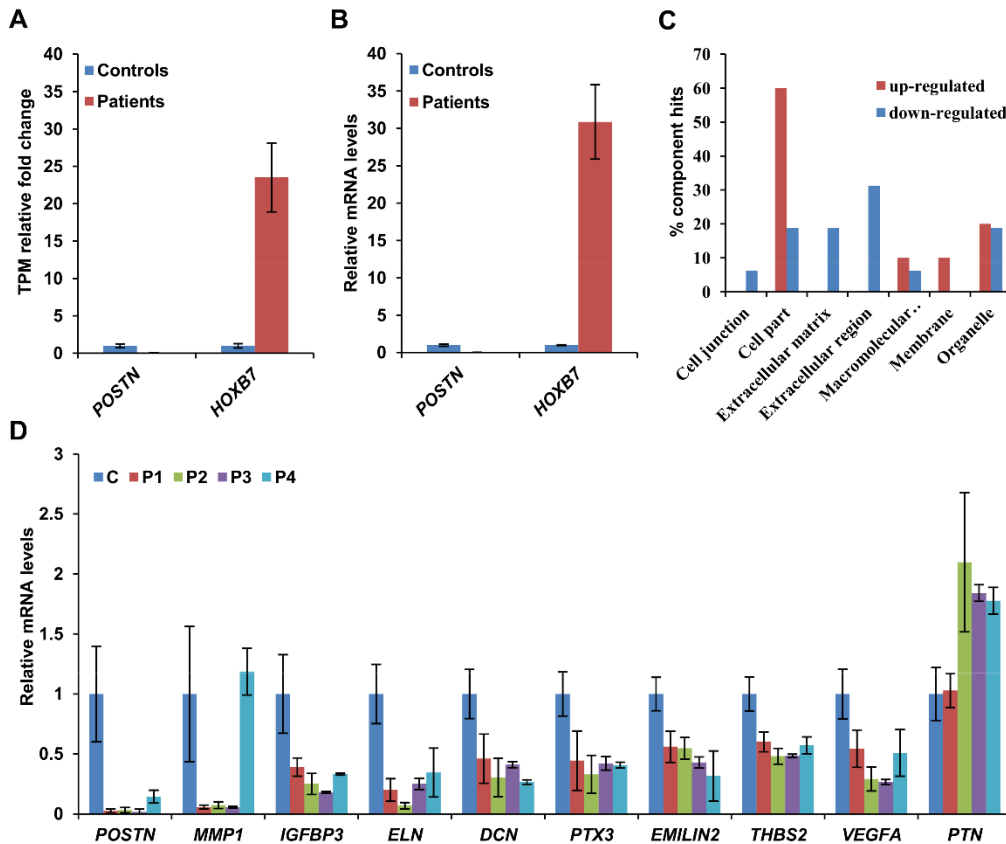 A
TPM relative fold change
40
35
30
25
20
15
10
5
0
Controls
Patients
POSTN
HOXB7
B
Relative mRNA levels
40
35
30
25
20
15
10
5
0
Controls
Patients
POSTN
HOXB7
C
% component hits
70
60
50
40
30
20
10
0
up-regulated
down-regulated
Cell junction
Cell part
Extracellular matrix
Extracellular region
Macromolecular..
Membrane
Organelle
D
Relative mRNA levels
3
2.5
2
1.5
1
0.5
0
C P1 P2 P3 P4
POSTN MMP1 IGFBP3 ELN DCN PTX3 EMILIN2 THBS2 VEGFA PTN